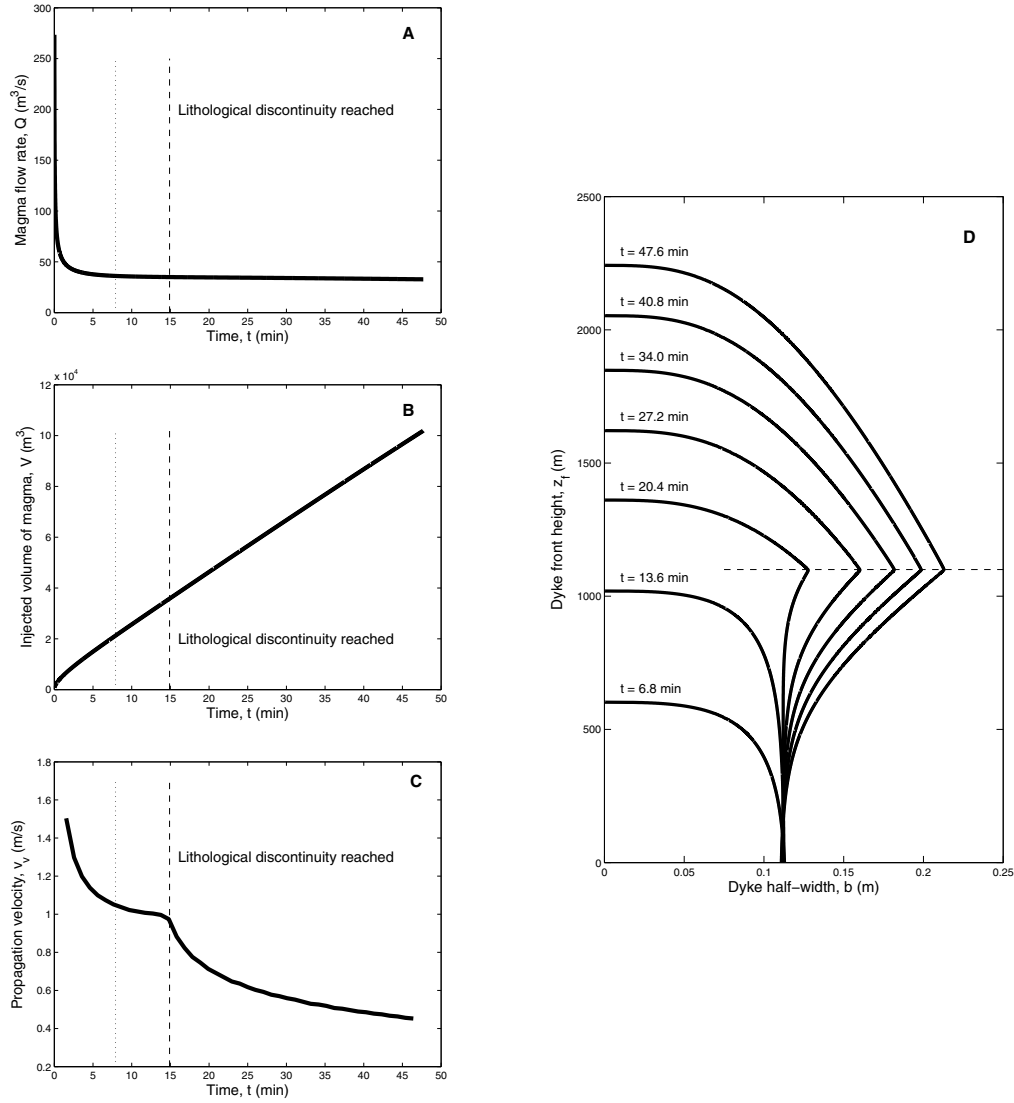 A
Magma flow rate, Q (m³/s)
300
250
200
150
100
50
0
Lithological discontinuity reached
0 5 10 15 20 25 30 35 40 45 50
Time, t (min)
B
x 10⁴
Injected volume of magma, V (m³)
12
10
8
6
4
2
0
Lithological discontinuity reached
0 5 10 15 20 25 30 35 40 45 50
Time, t (min)
C
Propagation velocity, vᵥ (m/s)
1.8
1.6
1.4
1.2
1
0.8
0.6
0.4
0.2
Lithological discontinuity reached
0 5 10 15 20 25 30 35 40 45 50
Time, t (min)
D
Dyke front height, z_f (m)
2500
2000
1500
1000
500
0
t = 47.6 min
t = 40.8 min
t = 34.0 min
t = 27.2 min
t = 20.4 min
t = 13.6 min
t = 6.8 min
0 0.05 0.1 0.15 0.2 0.25
Dyke half−width, b (m)